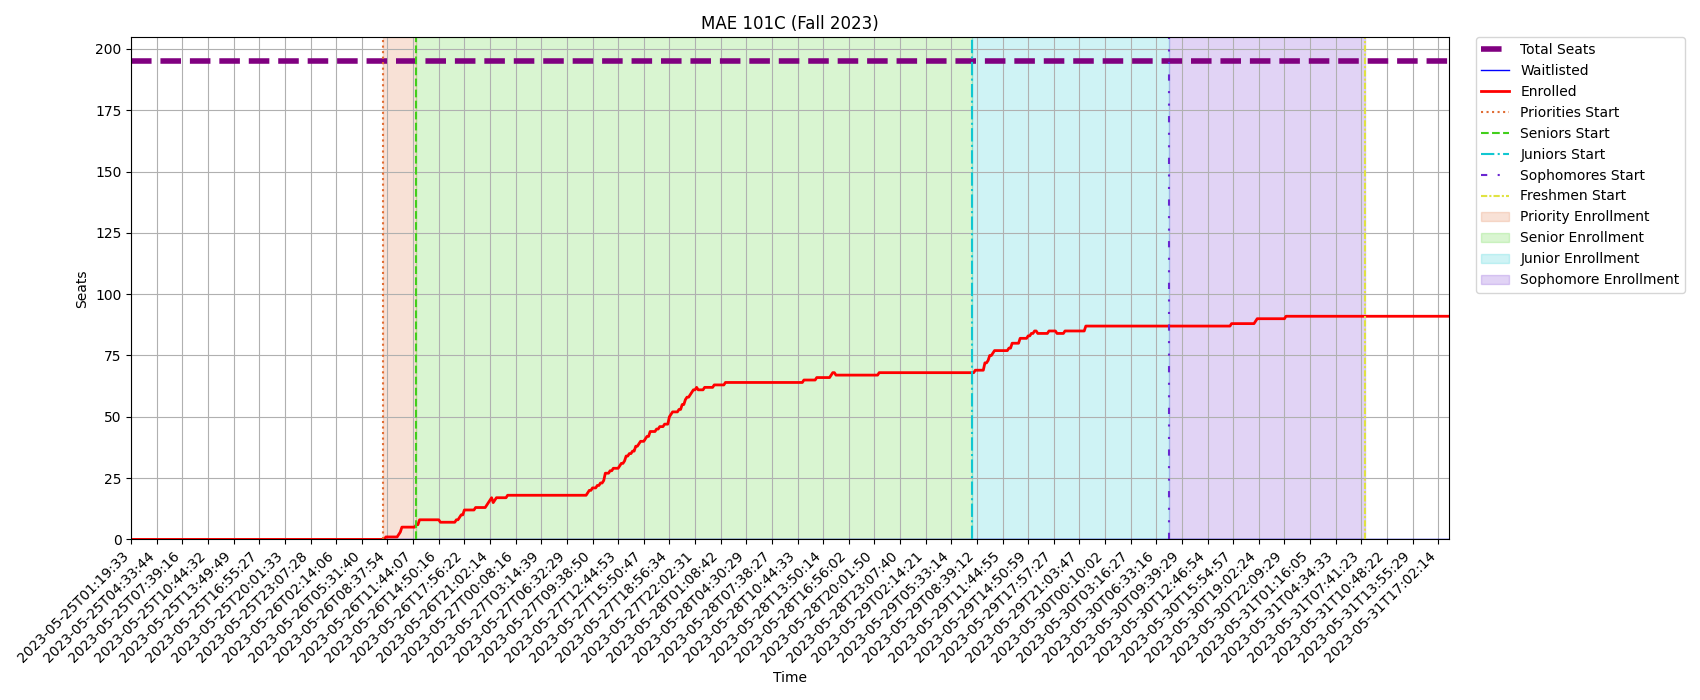 MAE 101C (Fall 2023)
Total Seats
Waitlisted
Enrolled
Priorities Start
Seniors Start
Juniors Start
Sophomores Start
Freshmen Start
Priority Enrollment
Senior Enrollment
Junior Enrollment
Sophomore Enrollment
Seats
200
175
150
125
100
75
50
25
0
2023-05-25T01:19:33
2023-05-25T04:33:44
2023-05-25T07:39:16
2023-05-25T10:44:32
2023-05-25T13:49:49
2023-05-25T16:55:27
2023-05-25T20:01:33
2023-05-25T23:07:28
2023-05-26T02:14:06
2023-05-26T05:31:40
2023-05-26T08:37:54
2023-05-26T11:44:07
2023-05-26T14:50:16
2023-05-26T17:56:22
2023-05-26T21:02:14
2023-05-27T00:08:16
2023-05-27T03:14:39
2023-05-27T06:32:29
2023-05-27T09:38:50
2023-05-27T12:44:53
2023-05-27T15:50:47
2023-05-27T18:56:34
2023-05-27T22:02:31
2023-05-28T01:08:42
2023-05-28T04:30:29
2023-05-28T07:38:27
2023-05-28T10:44:33
2023-05-28T13:50:14
2023-05-28T16:56:02
2023-05-28T20:01:50
2023-05-28T23:07:40
2023-05-29T02:14:21
2023-05-29T05:33:14
2023-05-29T08:39:12
2023-05-29T11:44:55
2023-05-29T14:50:59
2023-05-29T17:57:27
2023-05-29T21:03:47
2023-05-30T00:10:02
2023-05-30T03:16:27
2023-05-30T06:33:16
2023-05-30T09:39:29
2023-05-30T12:46:54
2023-05-30T15:54:57
2023-05-30T19:02:24
2023-05-30T22:09:29
2023-05-31T01:16:05
2023-05-31T04:34:33
2023-05-31T07:41:23
2023-05-31T10:48:22
2023-05-31T13:55:29
2023-05-31T17:02:14
Time